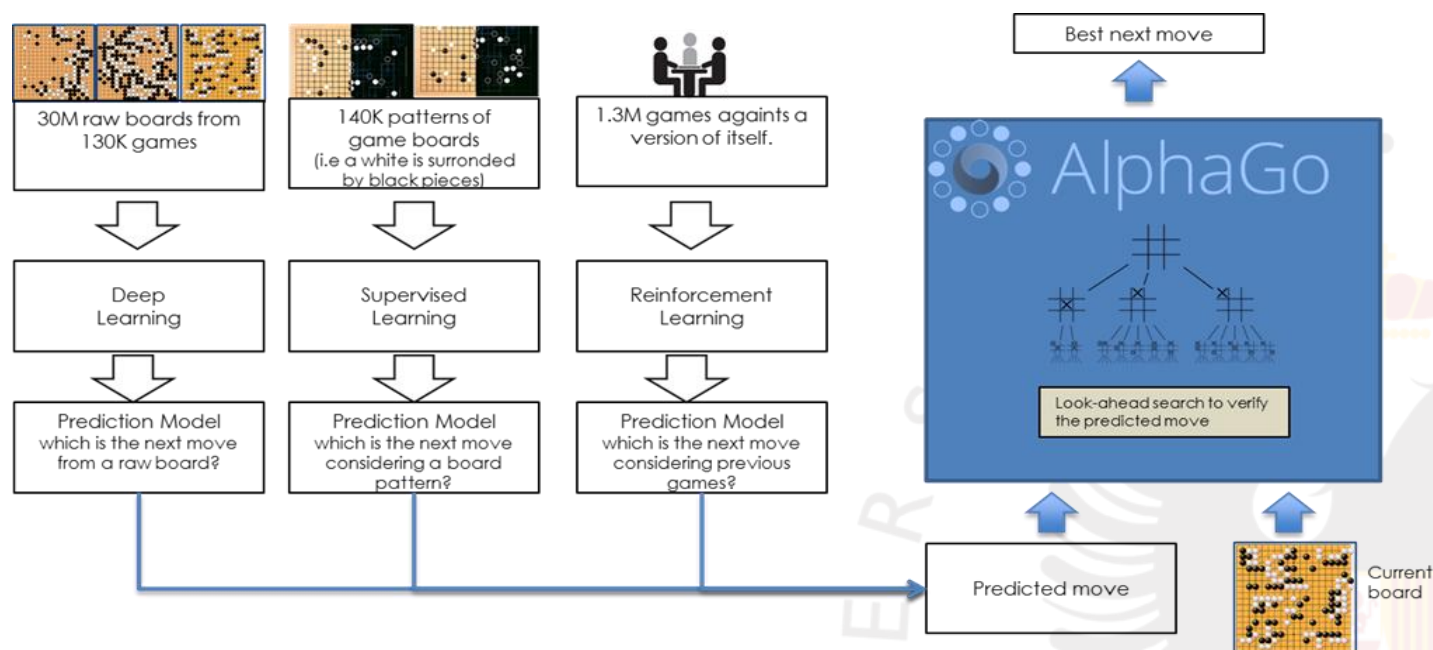 30M raw boards from
130K games
140K patterns of
game boards
(i.e a white is surronded
by black pieces)
1.3M games againts a
version of itself.
Deep
Learning
Supervised
Learning
Reinforcement
Learning
Prediction Model
which is the next move
from a raw board?
Prediction Model
which is the next move
considering a board
pattern?
Prediction Model
which is the next move
considering previous
games?
Best next move
AlphaGo
Look-ahead search to verify
the predicted move
Predicted move
Current
board
E R S